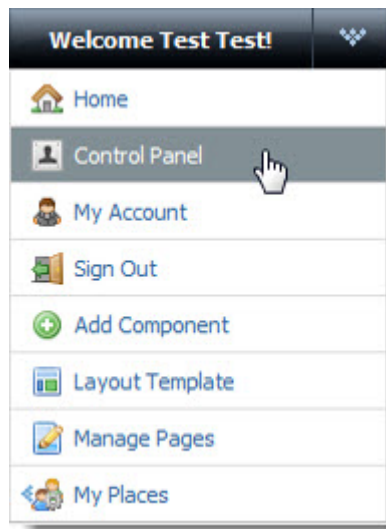 Welcome Test Test!
Home
Control Panel
My Account
Sign Out
Add Component
Layout Template
Manage Pages
My Places